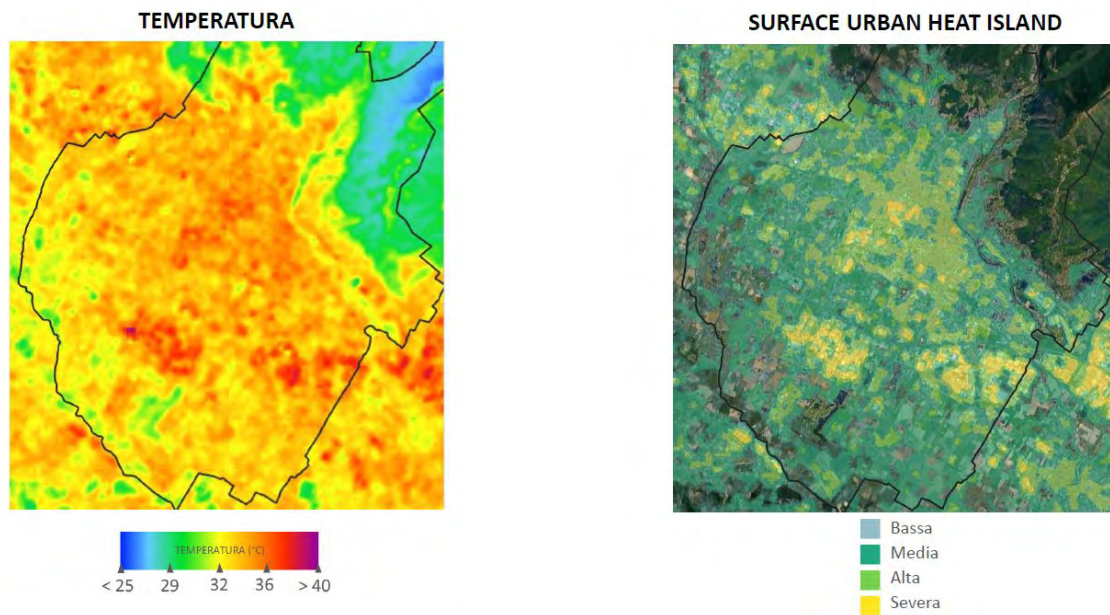 TEMPERATURA
TEMPERATURA (°C)
< 25 29 32 36 > 40
SURFACE URBAN HEAT ISLAND
Bassa
Media
Alta
Severa